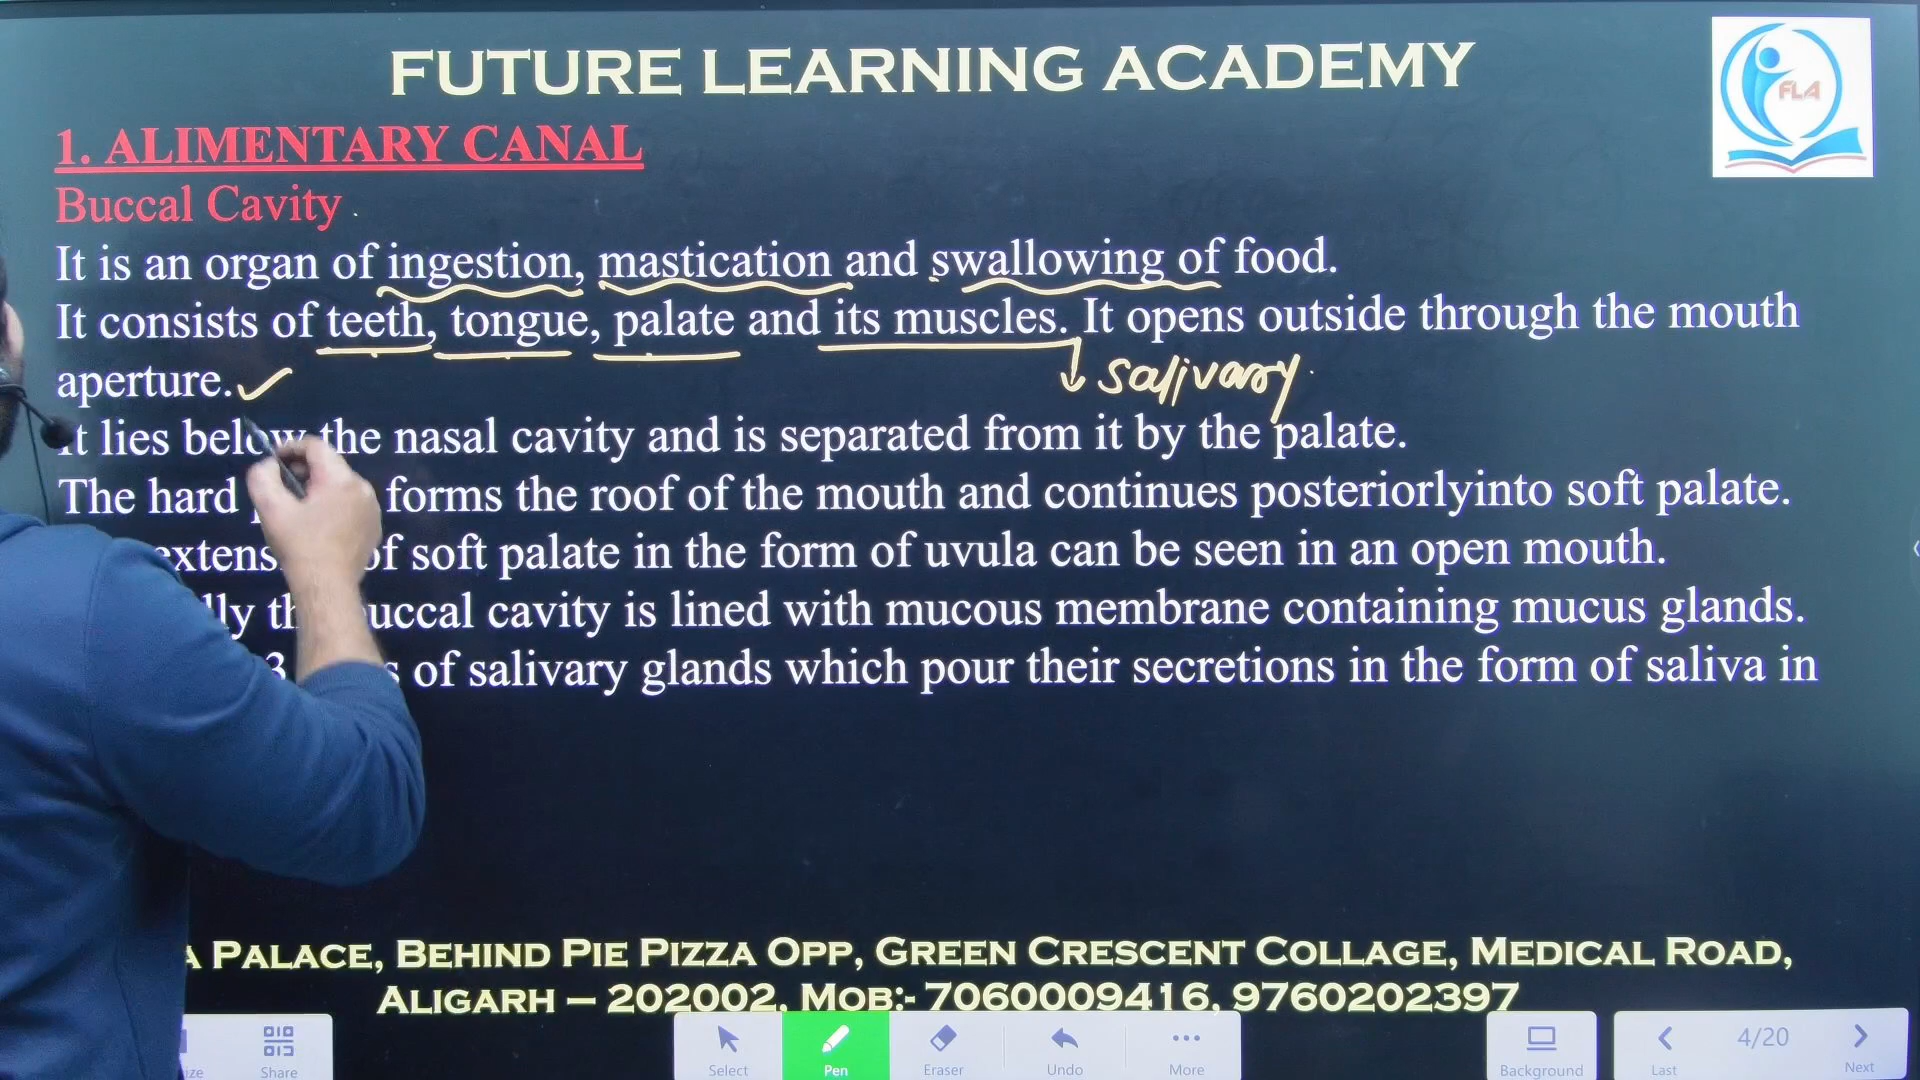 FUTURE LEARNING ACADEMY
FLA
1. ALIMENTARY CANAL
Buccal Cavity
It is an organ of ingestion, mastication and swallowing of food.
It consists of teeth, tongue, palate and its muscles. It opens outside through the mouth
aperture.
salivary
It lies below the nasal cavity and is separated from it by the palate.
The hard forms the roof of the mouth and continues posteriorlyinto soft palate.
of soft palate in the form of uvula can be seen in an open mouth.
buccal cavity is lined with mucous membrane containing mucus glands.
3 of salivary glands which pour their secretions in the form of saliva in
PALACE, BEHIND PIE PIZZA OPP, GREEN CRESCENT COLLAGE, MEDICAL ROAD,
ALIGARH – 202002, MOB:- 7060009416, 9760202397
Share
Select
Pen
Eraser
Undo
More
Background
Last
4/20
Next